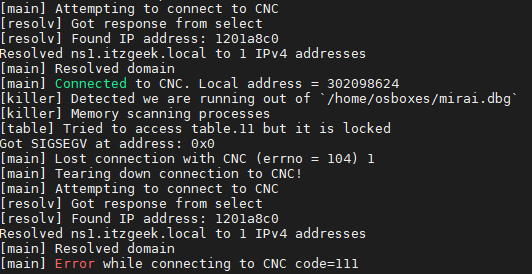 [main] Attempting to connect to CNC
[resolv] Got response from select
[resolv] Found IP address: 1201a8c0
Resolved ns1.itzgeek.local to 1 IPv4 addresses
[main] Resolved domain
[main] Connected to CNC. Local address = 302098624
[killer] Detected we are running out of `/home/osboxes/mirai.dbg`
[killer] Memory scanning processes
[table] Tried to access table.11 but it is locked
Got SIGSEGV at address: 0x0
[main] Lost connection with CNC (errno = 104) 1
[main] Tearing down connection to CNC!
[main] Attempting to connect to CNC
[resolv] Got response from select
[resolv] Found IP address: 1201a8c0
Resolved ns1.itzgeek.local to 1 IPv4 addresses
[main] Resolved domain
[main] Error while connecting to CNC code=111